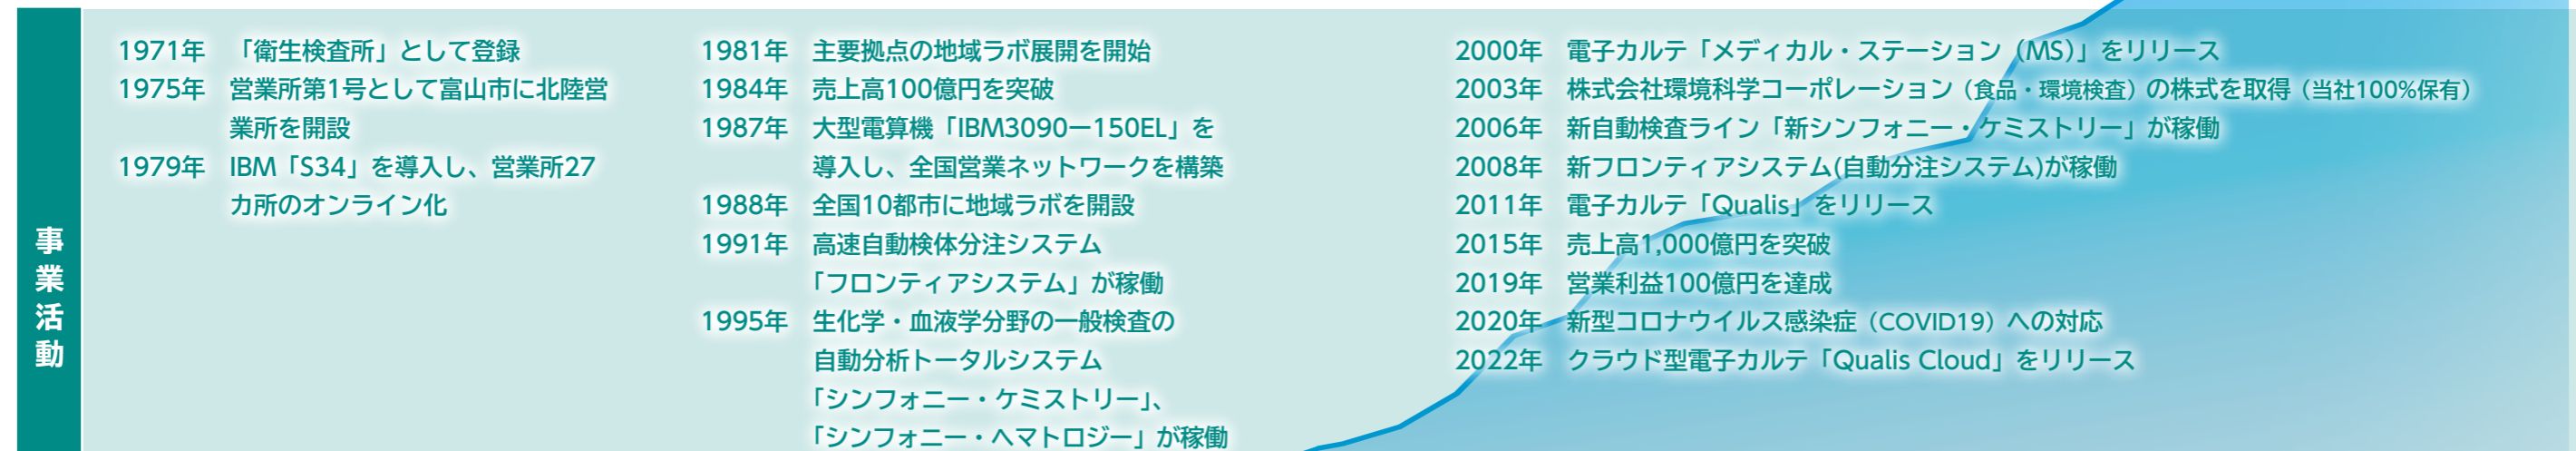 事業活動
1971年 「衛生検査所」として登録
1975年 営業所第1号として富山市に北陸営
業所を開設
1979年 IBM「S34」を導入し、営業所27
カ所のオンライン化
1981年 主要拠点の地域ラボ展開を開始
1984年 売上高100億円を突破
1987年 大型電算機「IBM3090ー150EL」を
導入し、全国営業ネットワークを構築
1988年 全国10都市に地域ラボを開設
1991年 高速自動検体分注システム
「フロンティアシステム」が稼働
1995年 生化学・血液学分野の一般検査の
自動分析トータルシステム
「シンフォニー・ケミストリー」、
「シンフォニー・ヘマトロジー」が稼働
2000年 電子カルテ「メディカル・ステーション（MS）」をリリース
2003年 株式会社環境科学コーポレーション（食品・環境検査）の株式を取得（当社100%保有）
2006年 新自動検査ライン「新シンフォニー・ケミストリー」が稼働
2008年 新フロンティアシステム(自動分注システム)が稼働
2011年 電子カルテ「Qualis」をリリース
2015年 売上高1,000億円を突破
2019年 営業利益100億円を達成
2020年 新型コロナウイルス感染症（COVID19）への対応
2022年 クラウド型電子カルテ「Qualis Cloud」をリリース